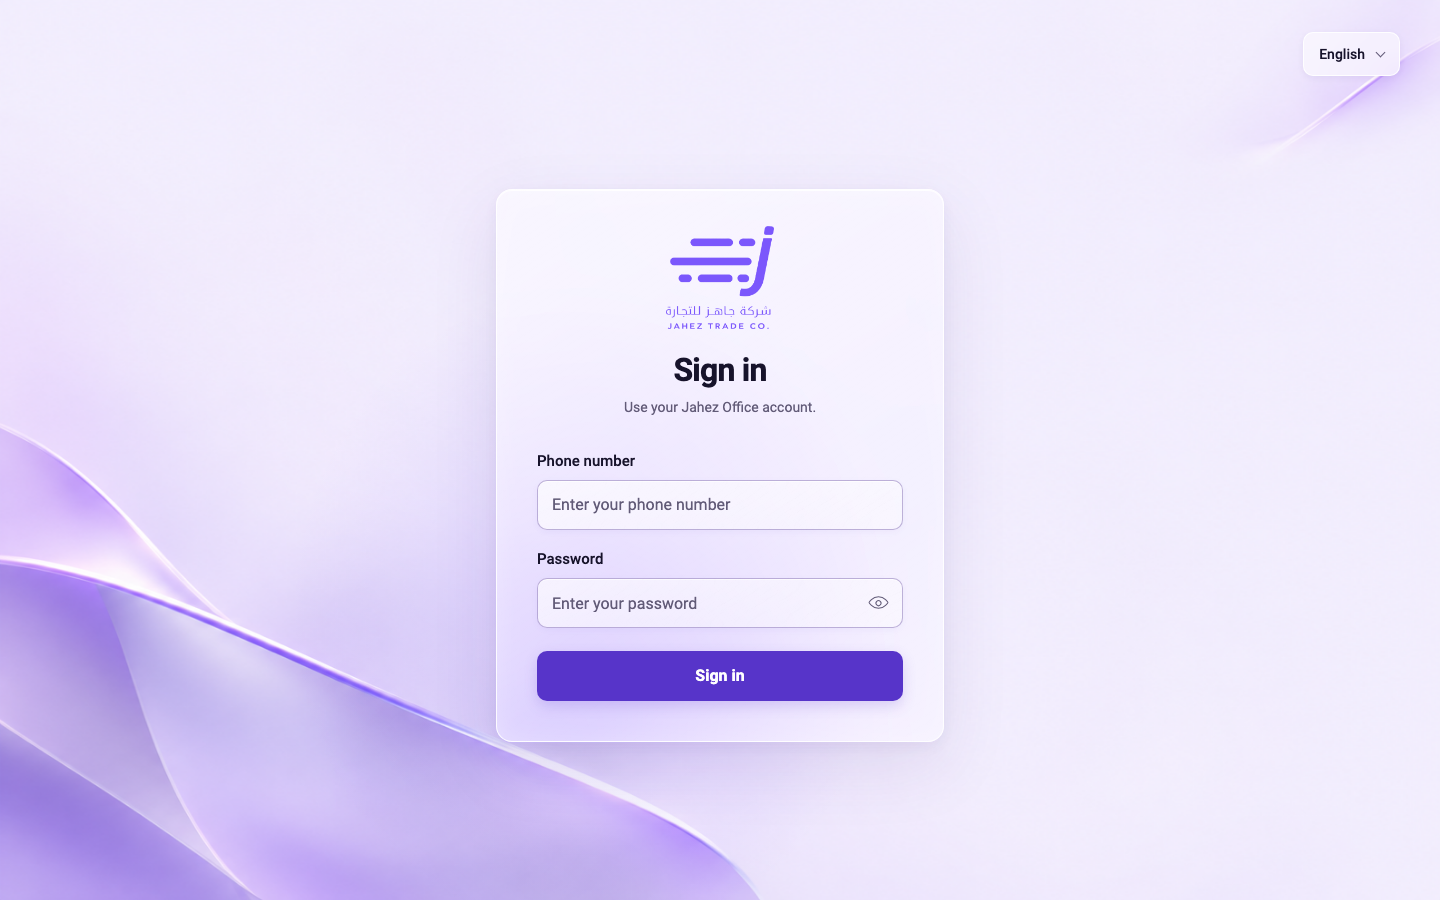 English
شركة جاهز للتجارة
JAHEZ TRADE CO.
Sign in
Use your Jahez Office account.
Phone number
Enter your phone number
Password
Enter your password
Sign in